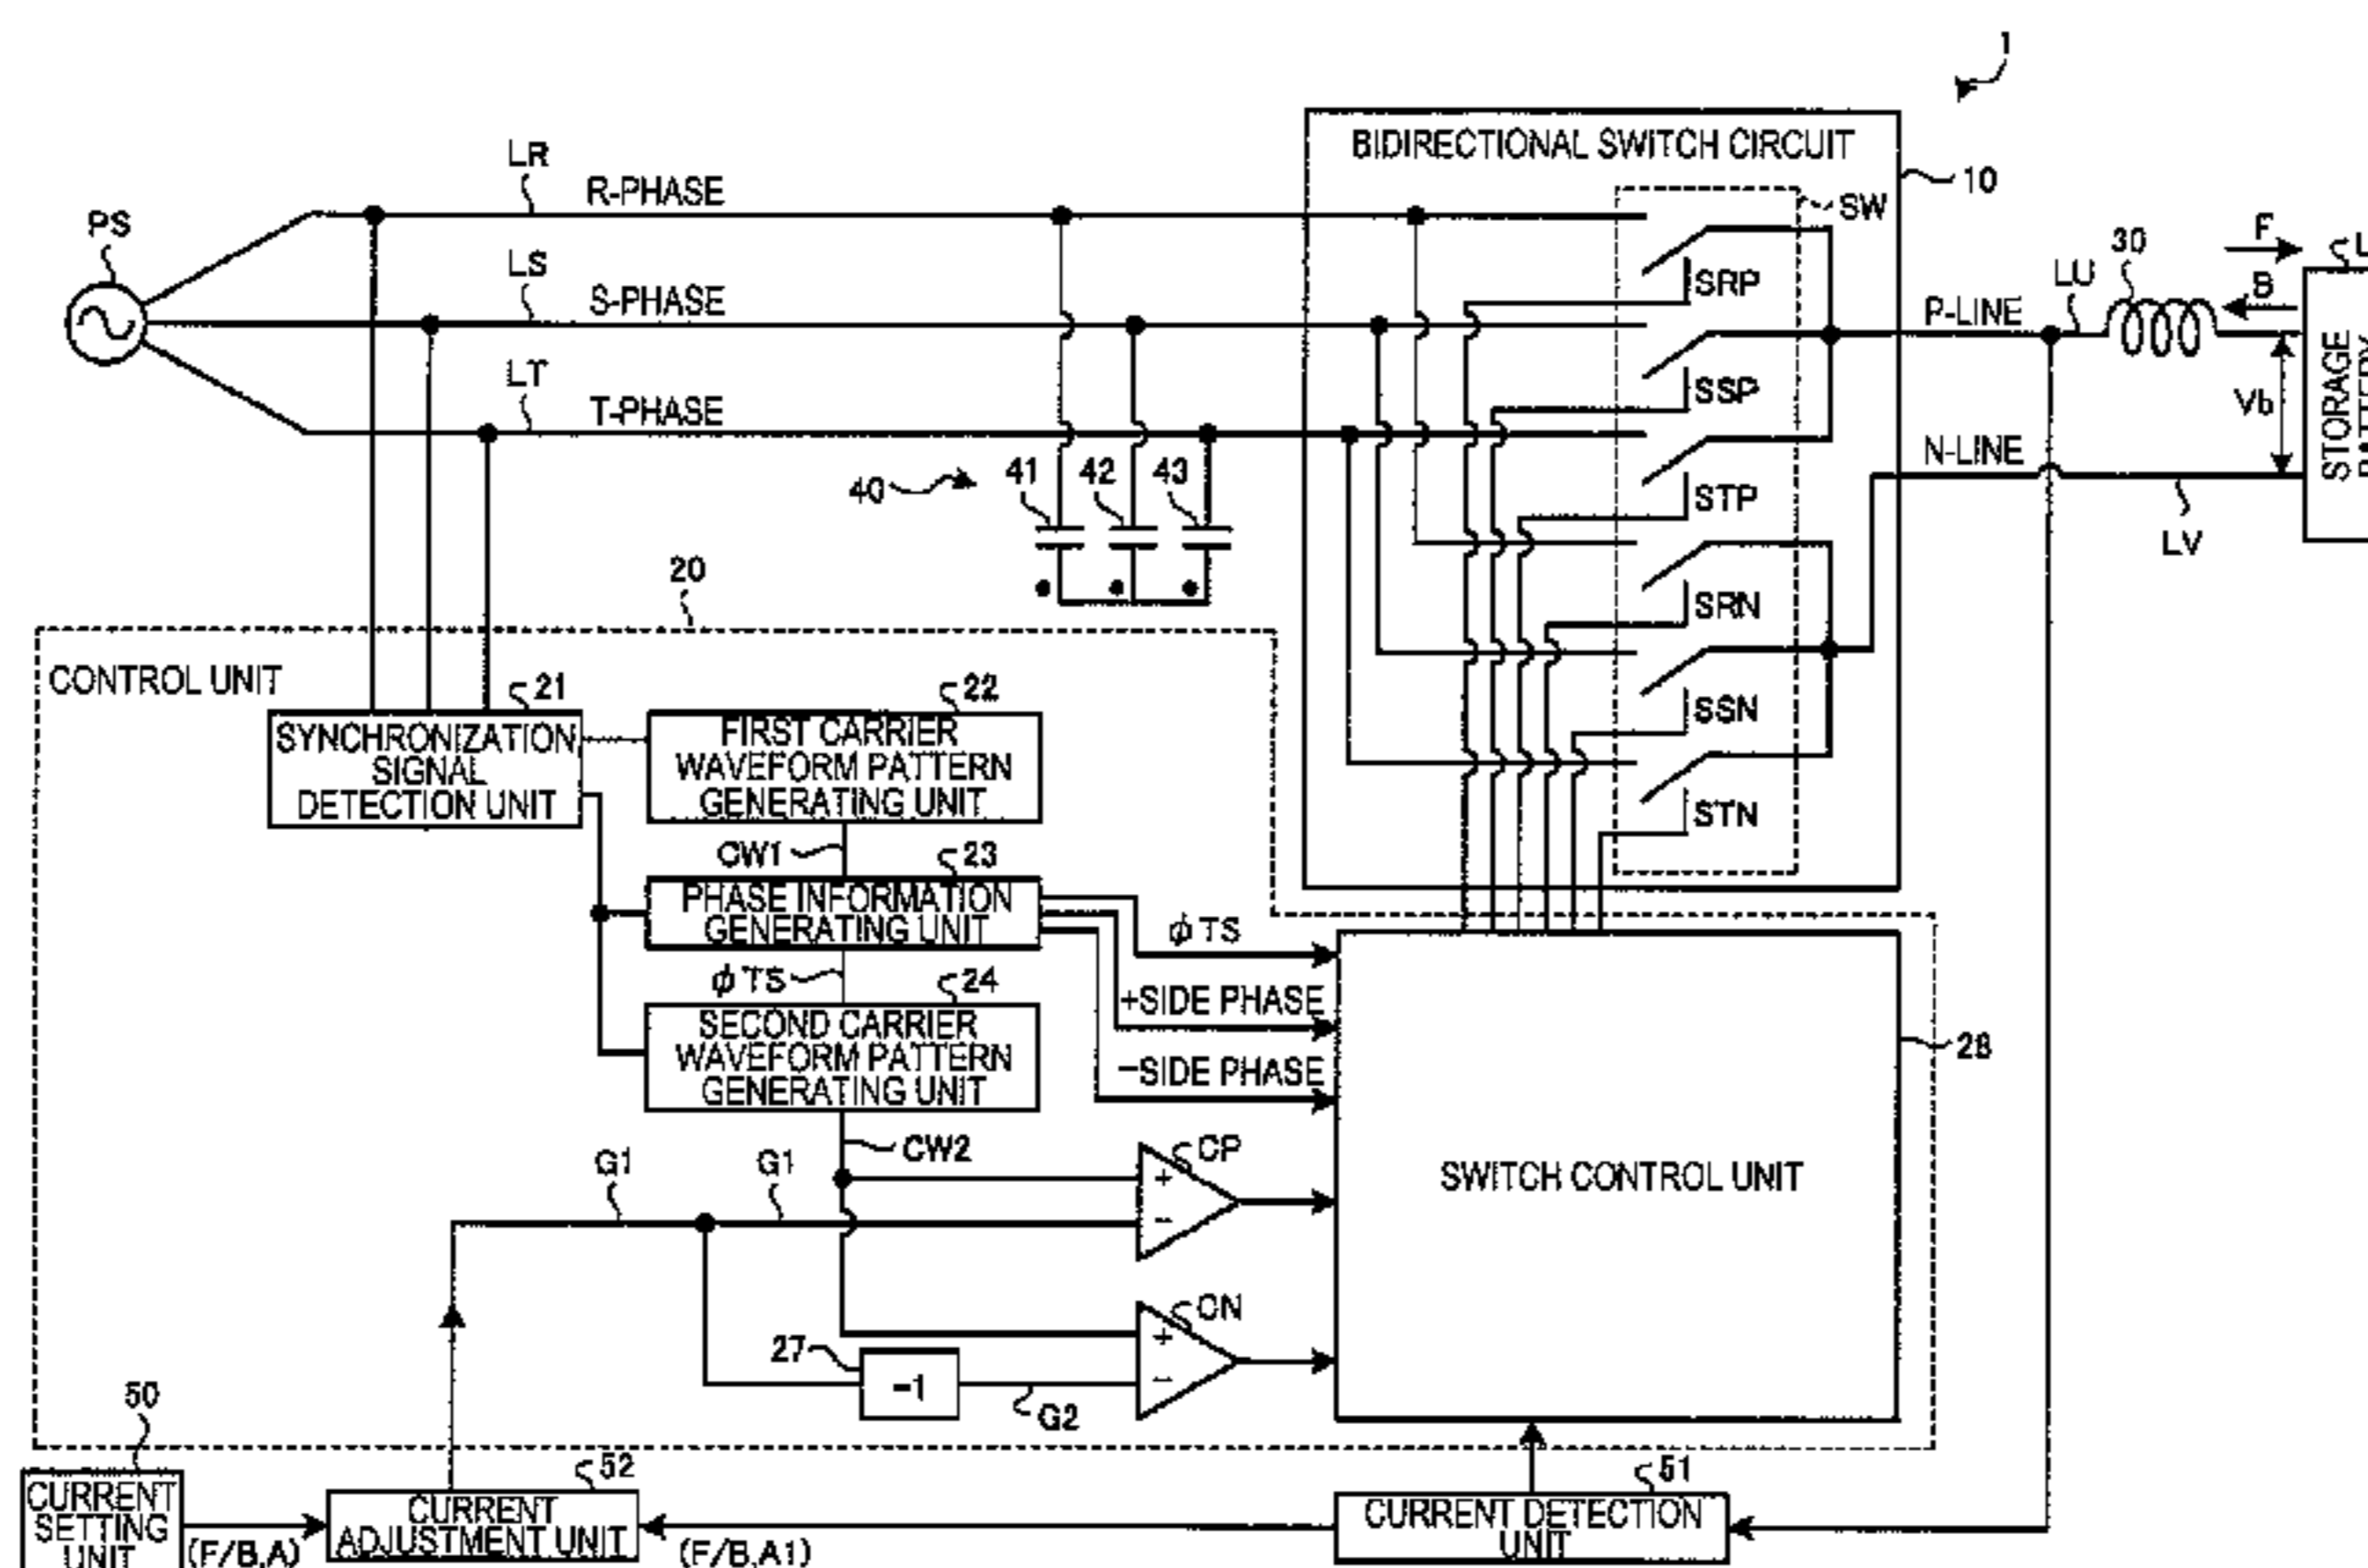 1
BIDIRECTIONAL SWITCH CIRCUIT
10
SW
LR
R-PHASE
PS
LS
S-PHASE
LT
T-PHASE
SRP
SSP
STP
SRN
SSN
STN
P-LINE
LU
30
F
B
Vb
N-LINE
LV
STORAGE
40
41
42
43
20
CONTROL UNIT
21
SYNCHRONIZATION
SIGNAL
DETECTION UNIT
22
FIRST CARRIER
WAVEFORM PATTERN
GENERATING UNIT
CW1
23
PHASE INFORMATION
GENERATING UNIT
φTS
24
SECOND CARRIER
WAVEFORM PATTERN
GENERATING UNIT
φTS
+SIDE PHASE
−SIDE PHASE
28
CW2
G1
G1
CP
+
−
SWITCH CONTROL UNIT
CN
+
−
27
−1
G2
50
CURRENT
SETTING
UNIT
(F/B,A)
52
CURRENT
ADJUSTMENT UNIT
(F/B,A1)
51
CURRENT DETECTION
UNIT